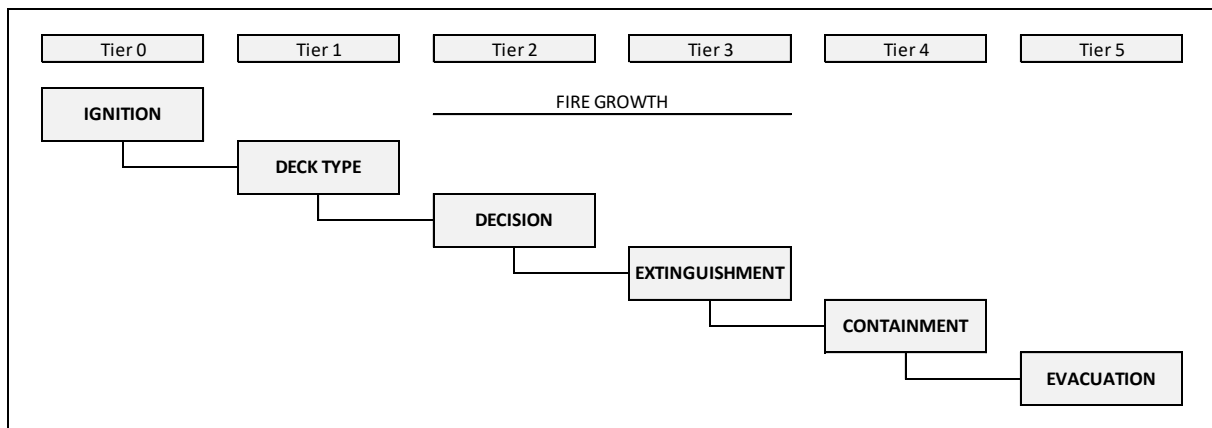 Tier 0
Tier 1
Tier 2
Tier 3
Tier 4
Tier 5
FIRE GROWTH
IGNITION
DECK TYPE
DECISION
EXTINGUISHMENT
CONTAINMENT
EVACUATION